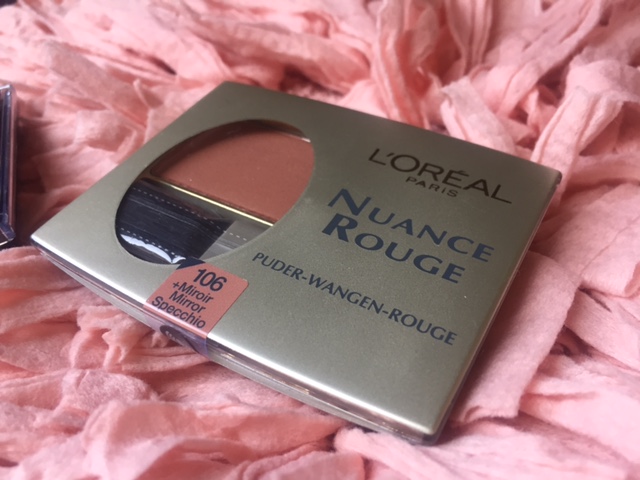 L'ORÉAL
PARIS
NUANCE
ROUGE
PUDER-WANGEN-ROUGE
106
+Miroir
Mirror
Specchio